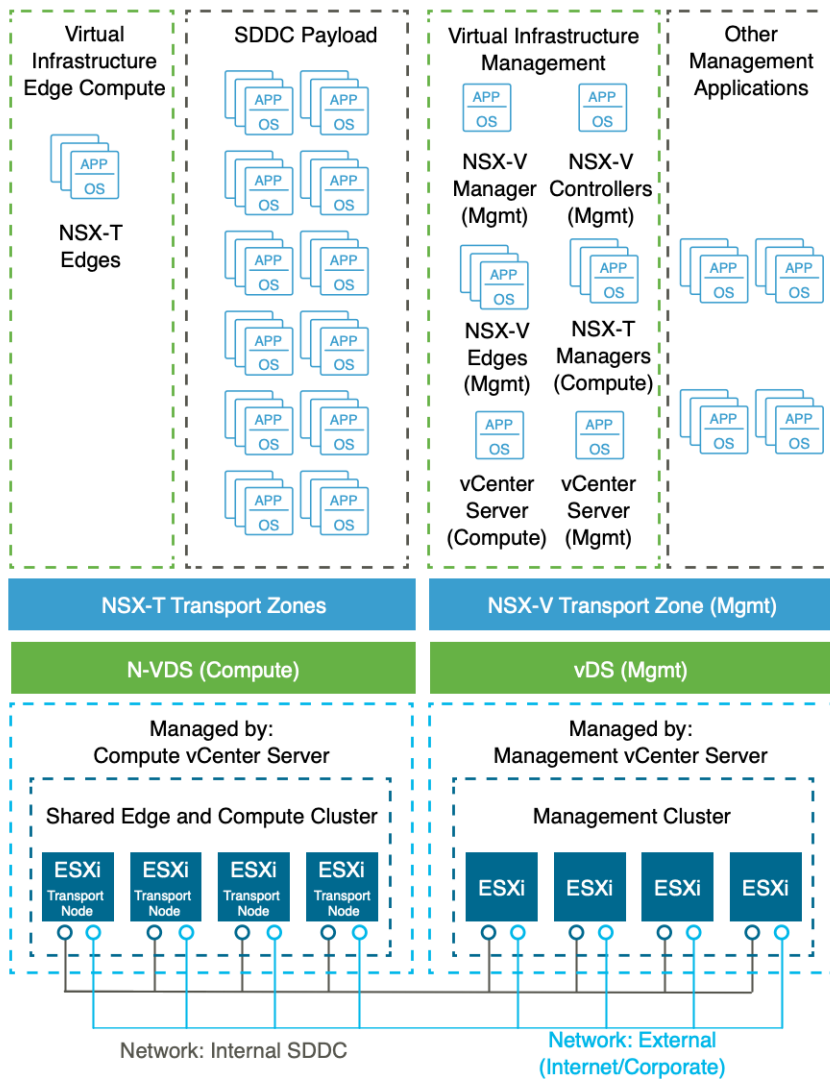 Virtual
Infrastructure
Edge Compute
APP
OS
NSX-T
Edges
SDDC Payload
APP
OS
APP
OS
APP
OS
APP
OS
APP
OS
APP
OS
APP
OS
APP
OS
APP
OS
APP
OS
APP
OS
APP
OS
Virtual Infrastructure
Management
APP
OS
NSX-V
Manager
(Mgmt)
APP
OS
NSX-V
Controllers
(Mgmt)
APP
OS
NSX-V
Edges
(Mgmt)
APP
OS
NSX-T
Managers
(Compute)
APP
OS
vCenter
Server
(Compute)
APP
OS
vCenter
Server
(Mgmt)
Other
Management
Applications
APP
OS
APP
OS
APP
OS
APP
OS
NSX-T Transport Zones
NSX-V Transport Zone (Mgmt)
N-VDS (Compute)
vDS (Mgmt)
Managed by:
Compute vCenter Server
Shared Edge and Compute Cluster
ESXi
Transport
Node
ESXi
Transport
Node
ESXi
Transport
Node
ESXi
Transport
Node
Managed by:
Management vCenter Server
Management Cluster
ESXi
ESXi
ESXi
ESXi
Network: Internal SDDC
Network: External
(Internet/Corporate)